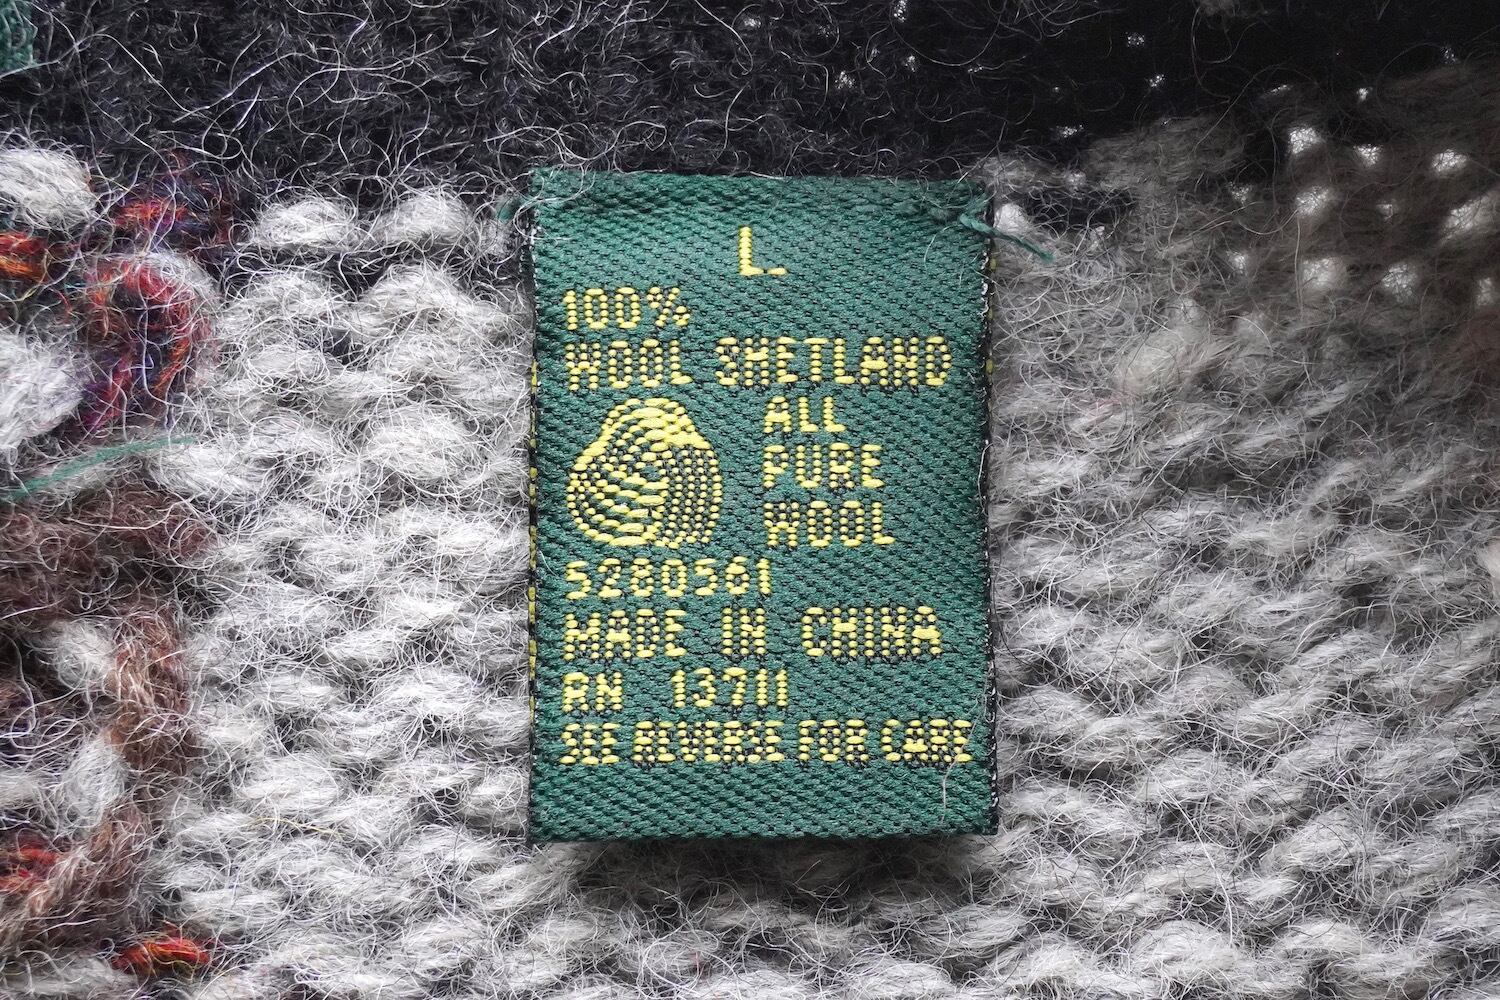 L
100%
WOOL SHETLAND
ALL
PURE
WOOL
5280561
MADE IN CHINA
RN 13711
SEE REVERSE FOR CARE